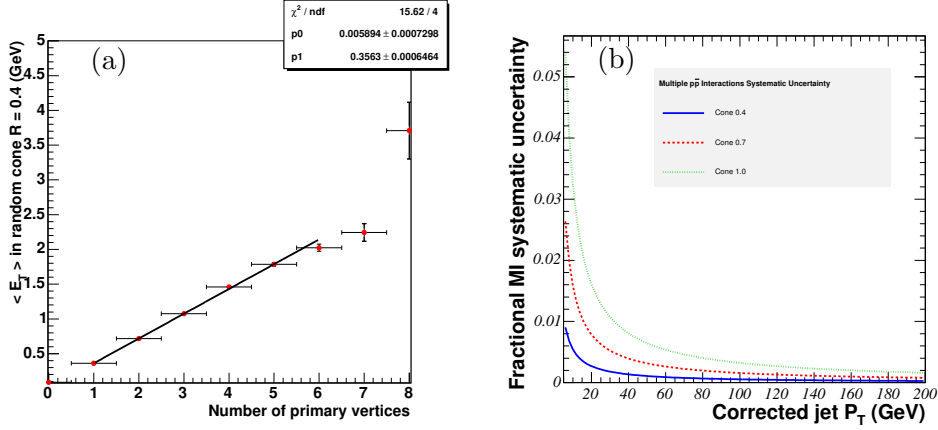 χ² / ndf 15.62 / 4
p0 0.005894 ± 0.0007298
p1 0.3563 ± 0.0006464
(a)
< E_T > in random cone R = 0.4 (GeV)
5
4.5
4
3.5
3
2.5
2
1.5
1
0.5
0 1 2 3 4 5 6 7 8
Number of primary vertices
(b)
Fractional MI systematic uncertainty
0.05
0.04
0.03
0.02
0.01
0
Multiple pp̅ Interactions Systematic Uncertainty
Cone 0.4
Cone 0.7
Cone 1.0
20 40 60 80 100 120 140 160 180 200
Corrected jet P_T (GeV)